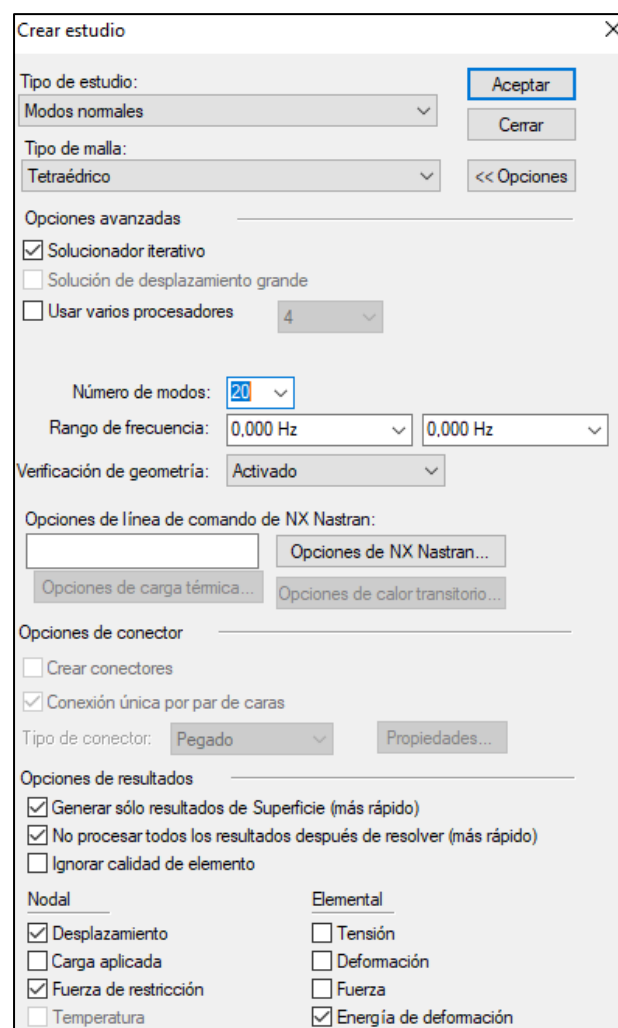 Crear estudio
Tipo de estudio:
Aceptar
Modos normales
Cerrar
Tipo de malla:
Tetraédrico
<< Opciones
Opciones avanzadas
Solucionador iterativo
Solución de desplazamiento grande
Usar varios procesadores
4
Número de modos:
20
Rango de frecuencia:
0,000 Hz
0,000 Hz
Verificación de geometría:
Activado
Opciones de línea de comando de NX Nastran:
Opciones de NX Nastran...
Opciones de carga térmica...
Opciones de calor transitorio...
Opciones de conector
Crear conectores
Conexión única por par de caras
Tipo de conector:
Pegado
Propiedades...
Opciones de resultados
Generar sólo resultados de Superficie (más rápido)
No procesar todos los resultados después de resolver (más rápido)
Ignorar calidad de elemento
Nodal
Elemental
Desplazamiento
Tensión
Carga aplicada
Deformación
Fuerza de restricción
Fuerza
Temperatura
Energía de deformación